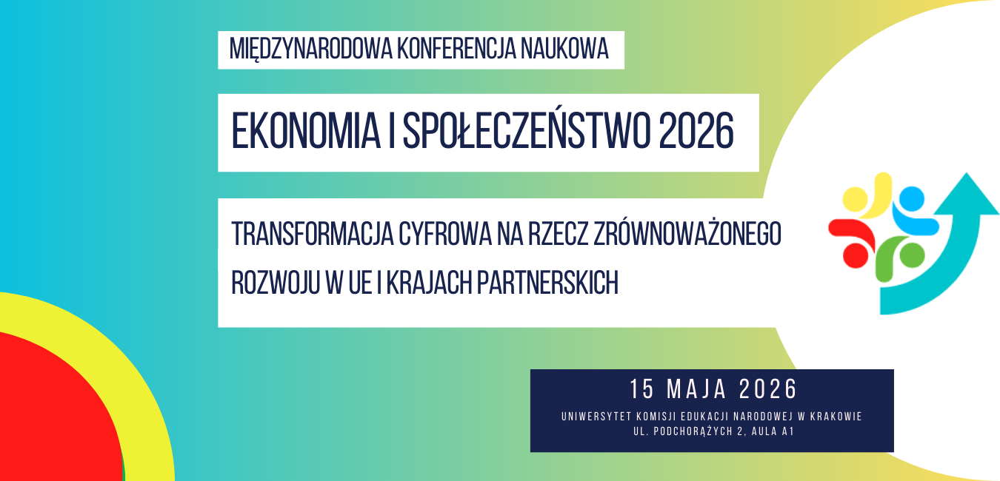 MIĘDZYNARODOWA KONFERENCJA NAUKOWA
EKONOMIA I SPOŁECZEŃSTWO 2026
TRANSFORMACJA CYFROWA NA RZECZ ZRÓWNOWAŻONEGO
ROZWOJU W UE I KRAJACH PARTNERSKICH
15 MAJA 2026
UNIWERSYTET KOMISJI EDUKACJI NARODOWEJ W KRAKOWIE
UL. PODCHORĄŻYCH 2, AULA A1